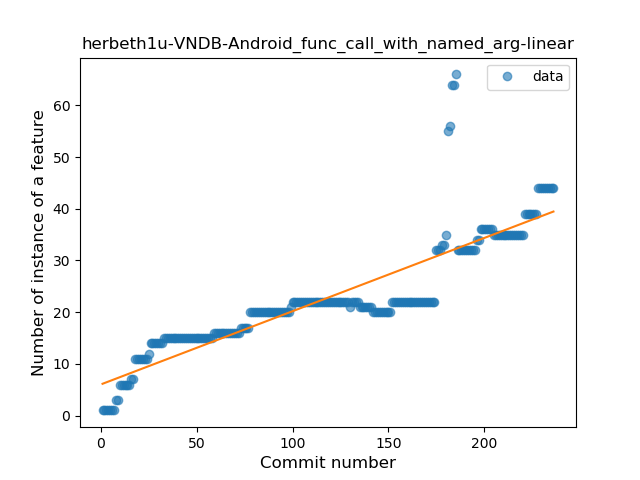 herbeth1u-VNDB-Android_func_call_with_named_arg-linear
data
Number of instance of a feature
60
50
40
30
20
10
0
0 50 100 150 200
Commit number